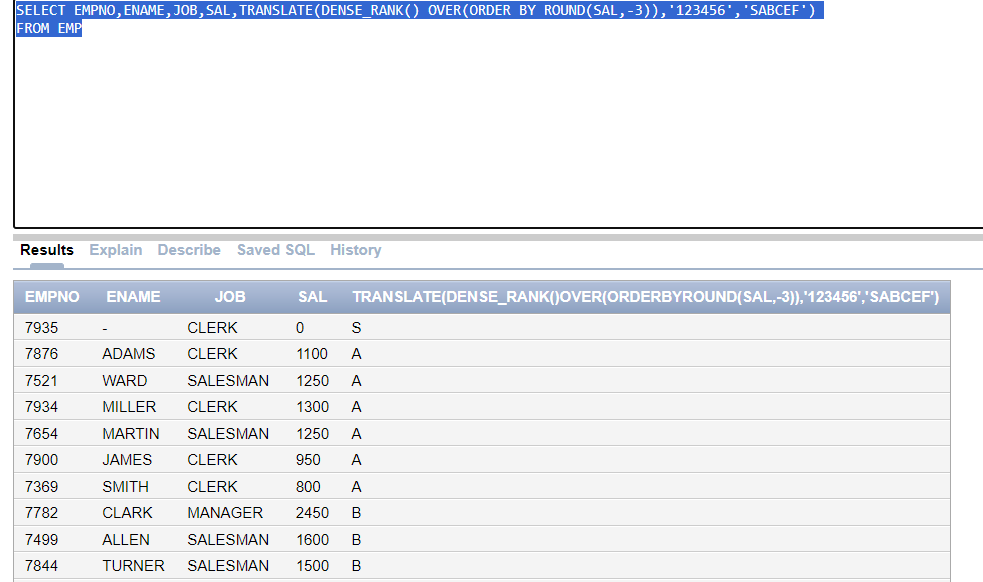 SELECT EMPNO,ENAME,JOB,SAL,TRANSLATE(DENSE_RANK() OVER(ORDER BY ROUND(SAL,-3)),'123456','SABCEF')
FROM EMP
Results Explain Describe Saved SQL History
EMPNO ENAME JOB SAL TRANSLATE(DENSE_RANK()OVER(ORDERBYROUND(SAL,-3)),'123456','SABCEF')
7935 - CLERK 0 S
7876 ADAMS CLERK 1100 A
7521 WARD SALESMAN 1250 A
7934 MILLER CLERK 1300 A
7654 MARTIN SALESMAN 1250 A
7900 JAMES CLERK 950 A
7369 SMITH CLERK 800 A
7782 CLARK MANAGER 2450 B
7499 ALLEN SALESMAN 1600 B
7844 TURNER SALESMAN 1500 B